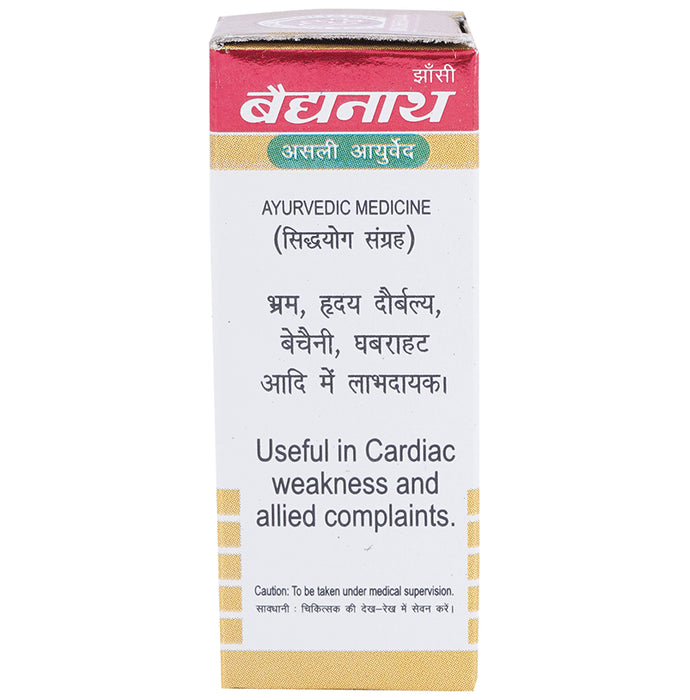 झाँसी
बैद्यनाथ
असली आयुर्वेद
AYURVEDIC MEDICINE
(सिद्धयोग संग्रह)
भ्रम, हृदय दौर्बल्य,
बेचैनी, घबराहट
आदि में लाभदायक।
Useful in Cardiac
weakness and
allied complaints.
Caution: To be taken under medical supervision.
सावधानी : चिकित्सक की देख–रेख में सेवन करें।